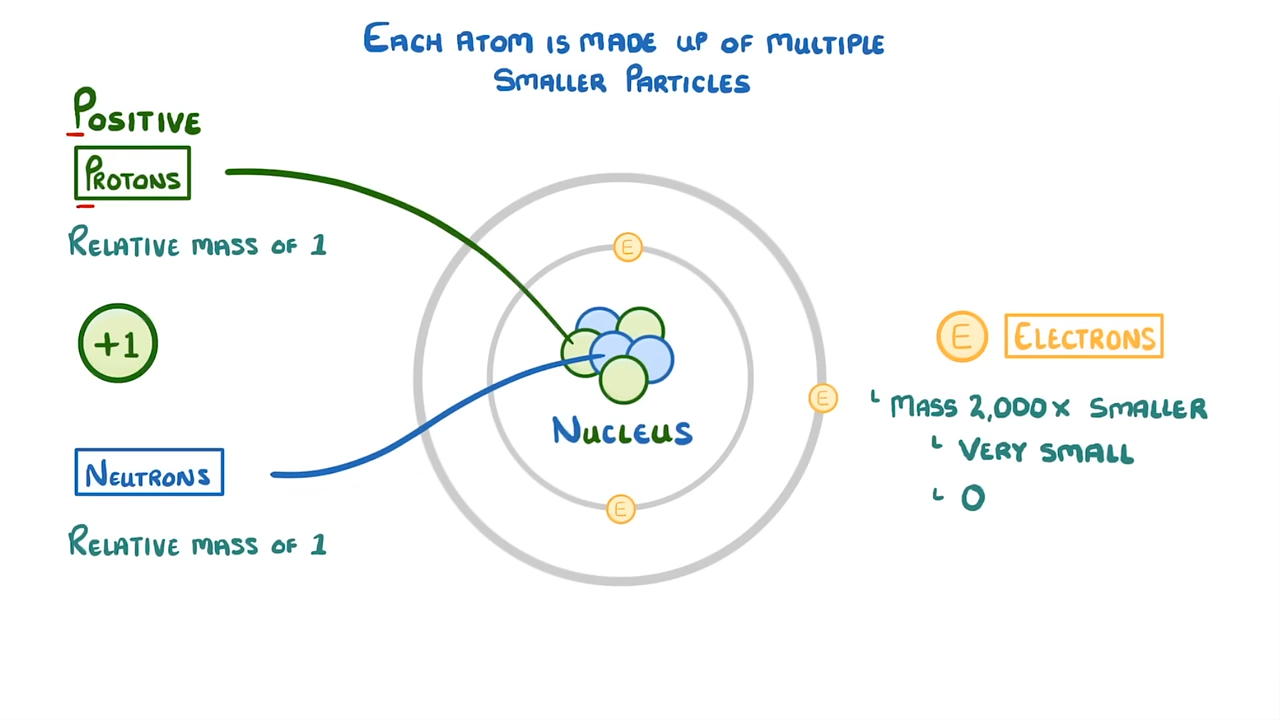 EACH ATOM IS MADE UP OF MULTIPLE
SMALLER PARTICLES
POSITIVE
PROTONS
RELATIVE MASS OF 1
+1
NEUTRONS
RELATIVE MASS OF 1
E
E
E
NUCLEUS
E ELECTRONS
MASS 2,000X SMALLER
VERY SMALL
0